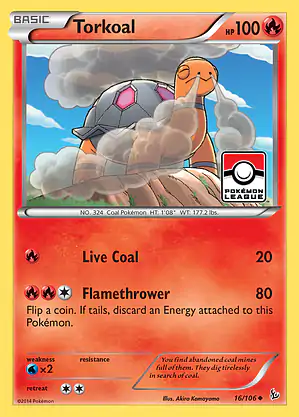 BASIC
Torkoal
HP 100
POKÉMON
LEAGUE
NO. 324 Coal Pokémon HT: 1'08" WT: 177.2 lbs.
Live Coal 20
Flamethrower 80
Flip a coin. If tails, discard an Energy attached to this
Pokémon.
weakness resistance
×2
retreat
You find abandoned coal mines
full of them. They dig tirelessly
in search of coal.
Illus. Akira Komayama
16/106
©2014 Pokémon